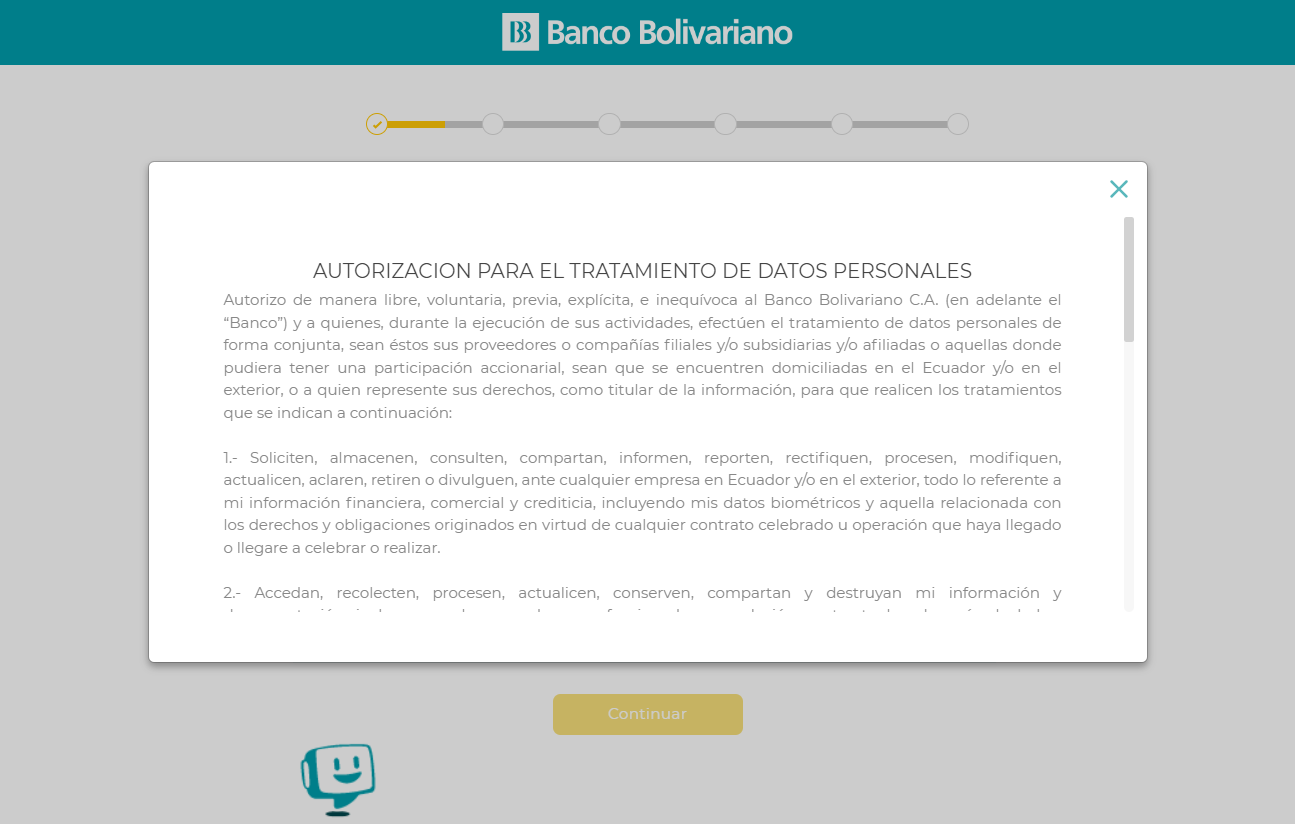 Banco Bolivariano
AUTORIZACION PARA EL TRATAMIENTO DE DATOS PERSONALES
Autorizo de manera libre, voluntaria, previa, explícita, e inequívoca al Banco Bolivariano C.A. (en adelante el
“Banco”) y a quienes, durante la ejecución de sus actividades, efectúen el tratamiento de datos personales de
forma conjunta, sean éstos sus proveedores o compañías filiales y/o subsidiarias y/o afiliadas o aquellas donde
pudiera tener una participación accionarial, sean que se encuentren domiciliadas en el Ecuador y/o en el
exterior, o a quien represente sus derechos, como titular de la información, para que realicen los tratamientos
que se indican a continuación:
1.- Soliciten, almacenen, consulten, compartan, informen, reporten, rectifiquen, procesen, modifiquen,
actualicen, aclaren, retiren o divulguen, ante cualquier empresa en Ecuador y/o en el exterior, todo lo referente a
mi información financiera, comercial y crediticia, incluyendo mis datos biométricos y aquella relacionada con
los derechos y obligaciones originados en virtud de cualquier contrato celebrado u operación que haya llegado
o llegare a celebrar o realizar.
2.- Accedan, recolecten, procesen, actualicen, conserven, compartan y destruyan mi información y
Continuar